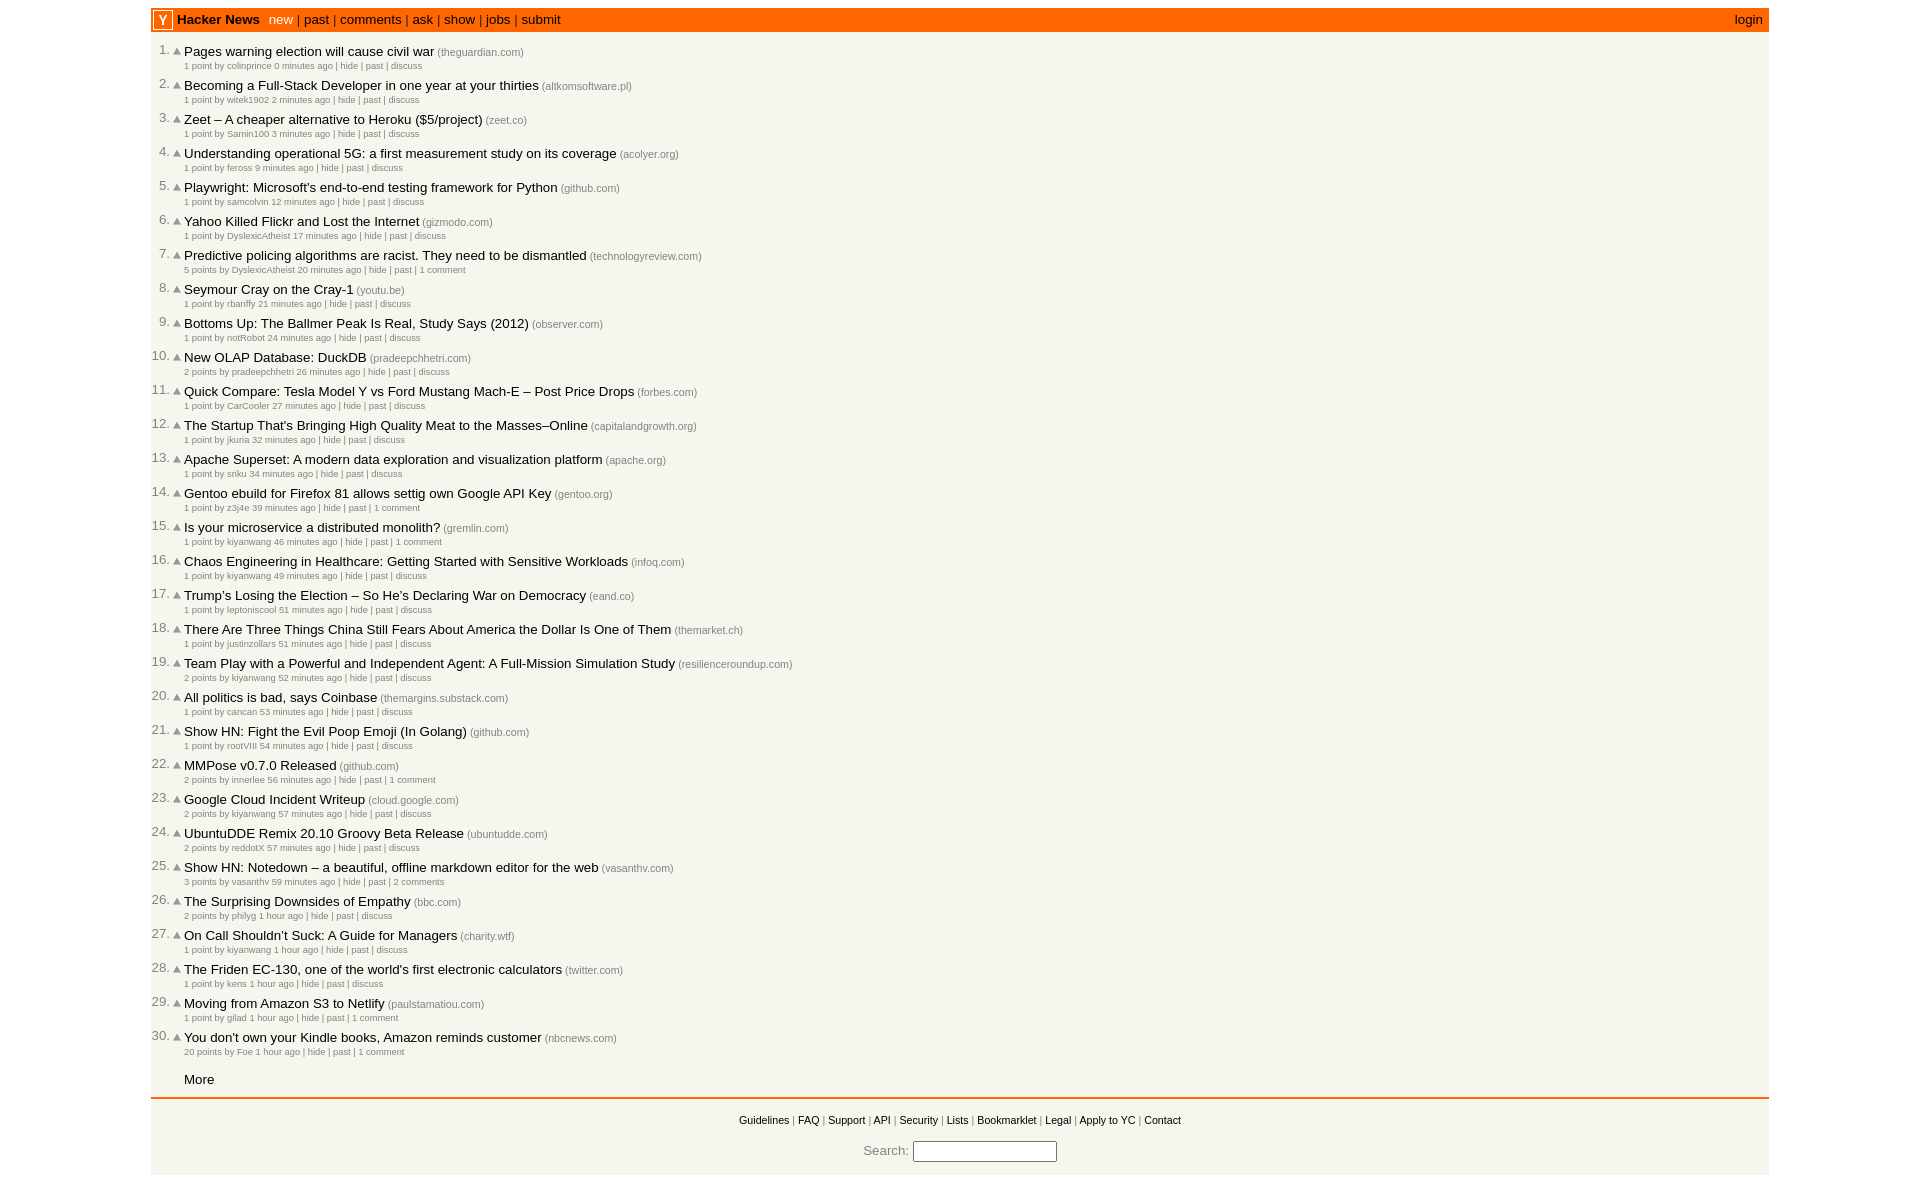 Y Hacker News new | past | comments | ask | show | jobs | submit login
1. Pages warning election will cause civil war (theguardian.com)
1 point by colinprince 0 minutes ago | hide | past | discuss
2. Becoming a Full-Stack Developer in one year at your thirties (altkomsoftware.pl)
1 point by witek1902 2 minutes ago | hide | past | discuss
3. Zeet – A cheaper alternative to Heroku ($5/project) (zeet.co)
1 point by Samin100 3 minutes ago | hide | past | discuss
4. Understanding operational 5G: a first measurement study on its coverage (acolyer.org)
1 point by feross 9 minutes ago | hide | past | discuss
5. Playwright: Microsoft's end-to-end testing framework for Python (github.com)
1 point by samcolvin 12 minutes ago | hide | past | discuss
6. Yahoo Killed Flickr and Lost the Internet (gizmodo.com)
1 point by DyslexicAtheist 17 minutes ago | hide | past | discuss
7. Predictive policing algorithms are racist. They need to be dismantled (technologyreview.com)
5 points by DyslexicAtheist 20 minutes ago | hide | past | 1 comment
8. Seymour Cray on the Cray-1 (youtu.be)
1 point by rbanffy 21 minutes ago | hide | past | discuss
9. Bottoms Up: The Ballmer Peak Is Real, Study Says (2012) (observer.com)
1 point by notRobot 24 minutes ago | hide | past | discuss
10. New OLAP Database: DuckDB (pradeepchhetri.com)
2 points by pradeepchhetri 26 minutes ago | hide | past | discuss
11. Quick Compare: Tesla Model Y vs Ford Mustang Mach-E – Post Price Drops (forbes.com)
1 point by CarCooler 27 minutes ago | hide | past | discuss
12. The Startup That's Bringing High Quality Meat to the Masses–Online (capitalandgrowth.org)
1 point by jkuria 32 minutes ago | hide | past | discuss
13. Apache Superset: A modern data exploration and visualization platform (apache.org)
1 point by sriku 34 minutes ago | hide | past | discuss
14. Gentoo ebuild for Firefox 81 allows settig own Google API Key (gentoo.org)
1 point by z3j4e 39 minutes ago | hide | past | 1 comment
15. Is your microservice a distributed monolith? (gremlin.com)
1 point by kiyanwang 46 minutes ago | hide | past | 1 comment
16. Chaos Engineering in Healthcare: Getting Started with Sensitive Workloads (infoq.com)
1 point by kiyanwang 49 minutes ago | hide | past | discuss
17. Trump's Losing the Election – So He's Declaring War on Democracy (eand.co)
1 point by leptoniscool 51 minutes ago | hide | past | discuss
18. There Are Three Things China Still Fears About America the Dollar Is One of Them (themarket.ch)
1 point by justinzollars 51 minutes ago | hide | past | discuss
19. Team Play with a Powerful and Independent Agent: A Full-Mission Simulation Study (resilienceroundup.com)
2 points by kiyanwang 52 minutes ago | hide | past | discuss
20. All politics is bad, says Coinbase (themargins.substack.com)
1 point by cancan 53 minutes ago | hide | past | discuss
21. Show HN: Fight the Evil Poop Emoji (In Golang) (github.com)
1 point by rootVIII 54 minutes ago | hide | past | discuss
22. MMPose v0.7.0 Released (github.com)
2 points by innerlee 56 minutes ago | hide | past | 1 comment
23. Google Cloud Incident Writeup (cloud.google.com)
2 points by kiyanwang 57 minutes ago | hide | past | discuss
24. UbuntuDDE Remix 20.10 Groovy Beta Release (ubuntudde.com)
2 points by reddotX 57 minutes ago | hide | past | discuss
25. Show HN: Notedown – a beautiful, offline markdown editor for the web (vasanthv.com)
3 points by vasanthv 59 minutes ago | hide | past | 2 comments
26. The Surprising Downsides of Empathy (bbc.com)
2 points by philyg 1 hour ago | hide | past | discuss
27. On Call Shouldn't Suck: A Guide for Managers (charity.wtf)
1 point by kiyanwang 1 hour ago | hide | past | discuss
28. The Friden EC-130, one of the world's first electronic calculators (twitter.com)
1 point by kens 1 hour ago | hide | past | discuss
29. Moving from Amazon S3 to Netlify (paulstamatiou.com)
1 point by gilad 1 hour ago | hide | past | 1 comment
30. You don't own your Kindle books, Amazon reminds customer (nbcnews.com)
20 points by Foe 1 hour ago | hide | past | 1 comment
More
Guidelines | FAQ | Support | API | Security | Lists | Bookmarklet | Legal | Apply to YC | Contact
Search: